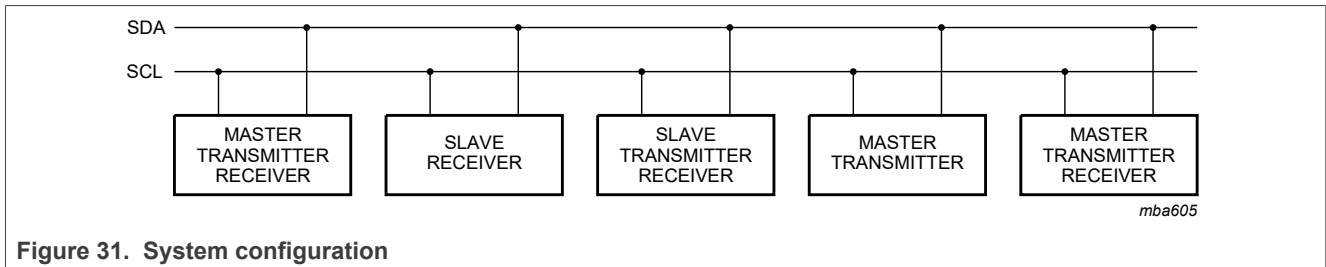 SDA
SCL
MASTER
TRANSMITTER
RECEIVER
SLAVE
RECEIVER
SLAVE
TRANSMITTER
RECEIVER
MASTER
TRANSMITTER
MASTER
TRANSMITTER
RECEIVER
mba605
Figure 31. System configuration